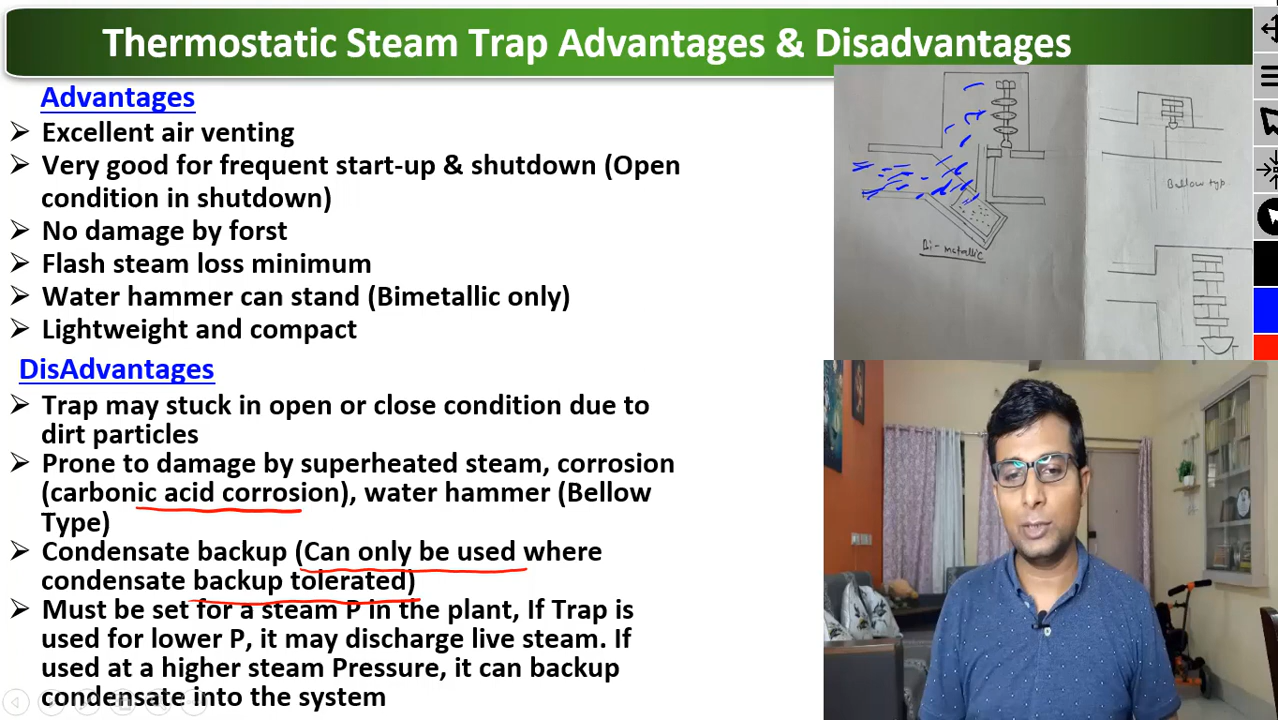 Thermostatic Steam Trap Advantages & Disadvantages
Advantages
➤ Excellent air venting
➤ Very good for frequent start-up & shutdown (Open
condition in shutdown)
➤ No damage by forst
➤ Flash steam loss minimum
➤ Water hammer can stand (Bimetallic only)
➤ Lightweight and compact
DisAdvantages
➤ Trap may stuck in open or close condition due to
dirt particles
➤ Prone to damage by superheated steam, corrosion
(carbonic acid corrosion), water hammer (Bellow
Type)
➤ Condensate backup (Can only be used where
condensate backup tolerated)
➤ Must be set for a steam P in the plant, If Trap is
used for lower P, it may discharge live steam. If
used at a higher steam Pressure, it can backup
condensate into the system
Bi-metallic
Bellow typ